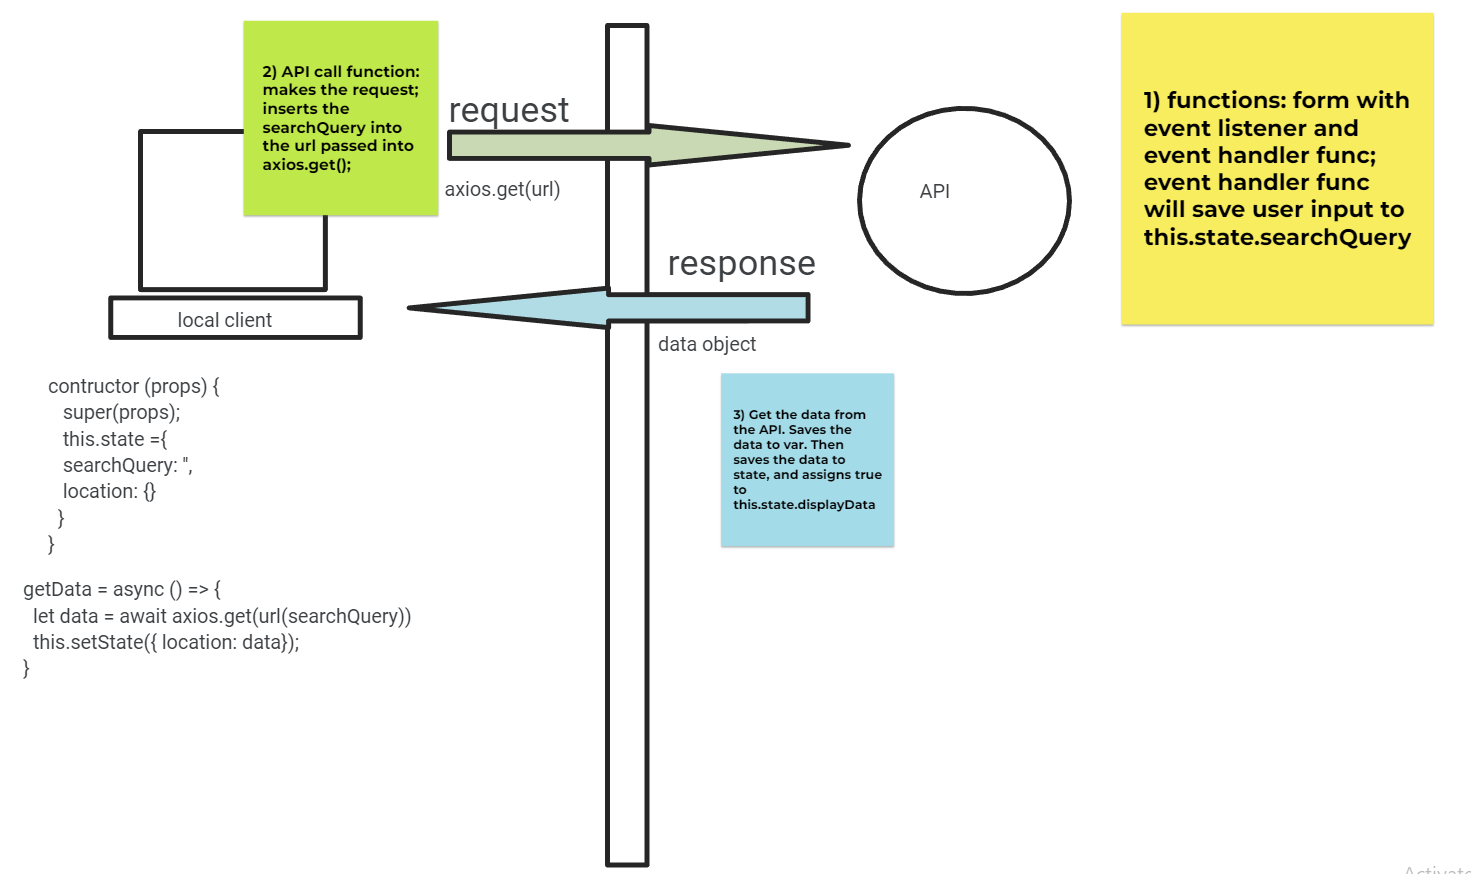 2) API call function:
makes the request;
inserts the
searchQuery into
the url passed into
axios.get();
request
axios.get(url)
API
1) functions: form with
event listener and
event handler func;
event handler func
will save user input to
this.state.searchQuery
response
data object
local client
3) Get the data from
the API. Saves the
data to var. Then
saves the data to
state, and assigns true
to
this.state.displayData
contructor (props) {
super(props);
this.state ={
searchQuery: '',
location: {}
}
}
getData = async () => {
let data = await axios.get(url(searchQuery))
this.setState({ location: data});
}